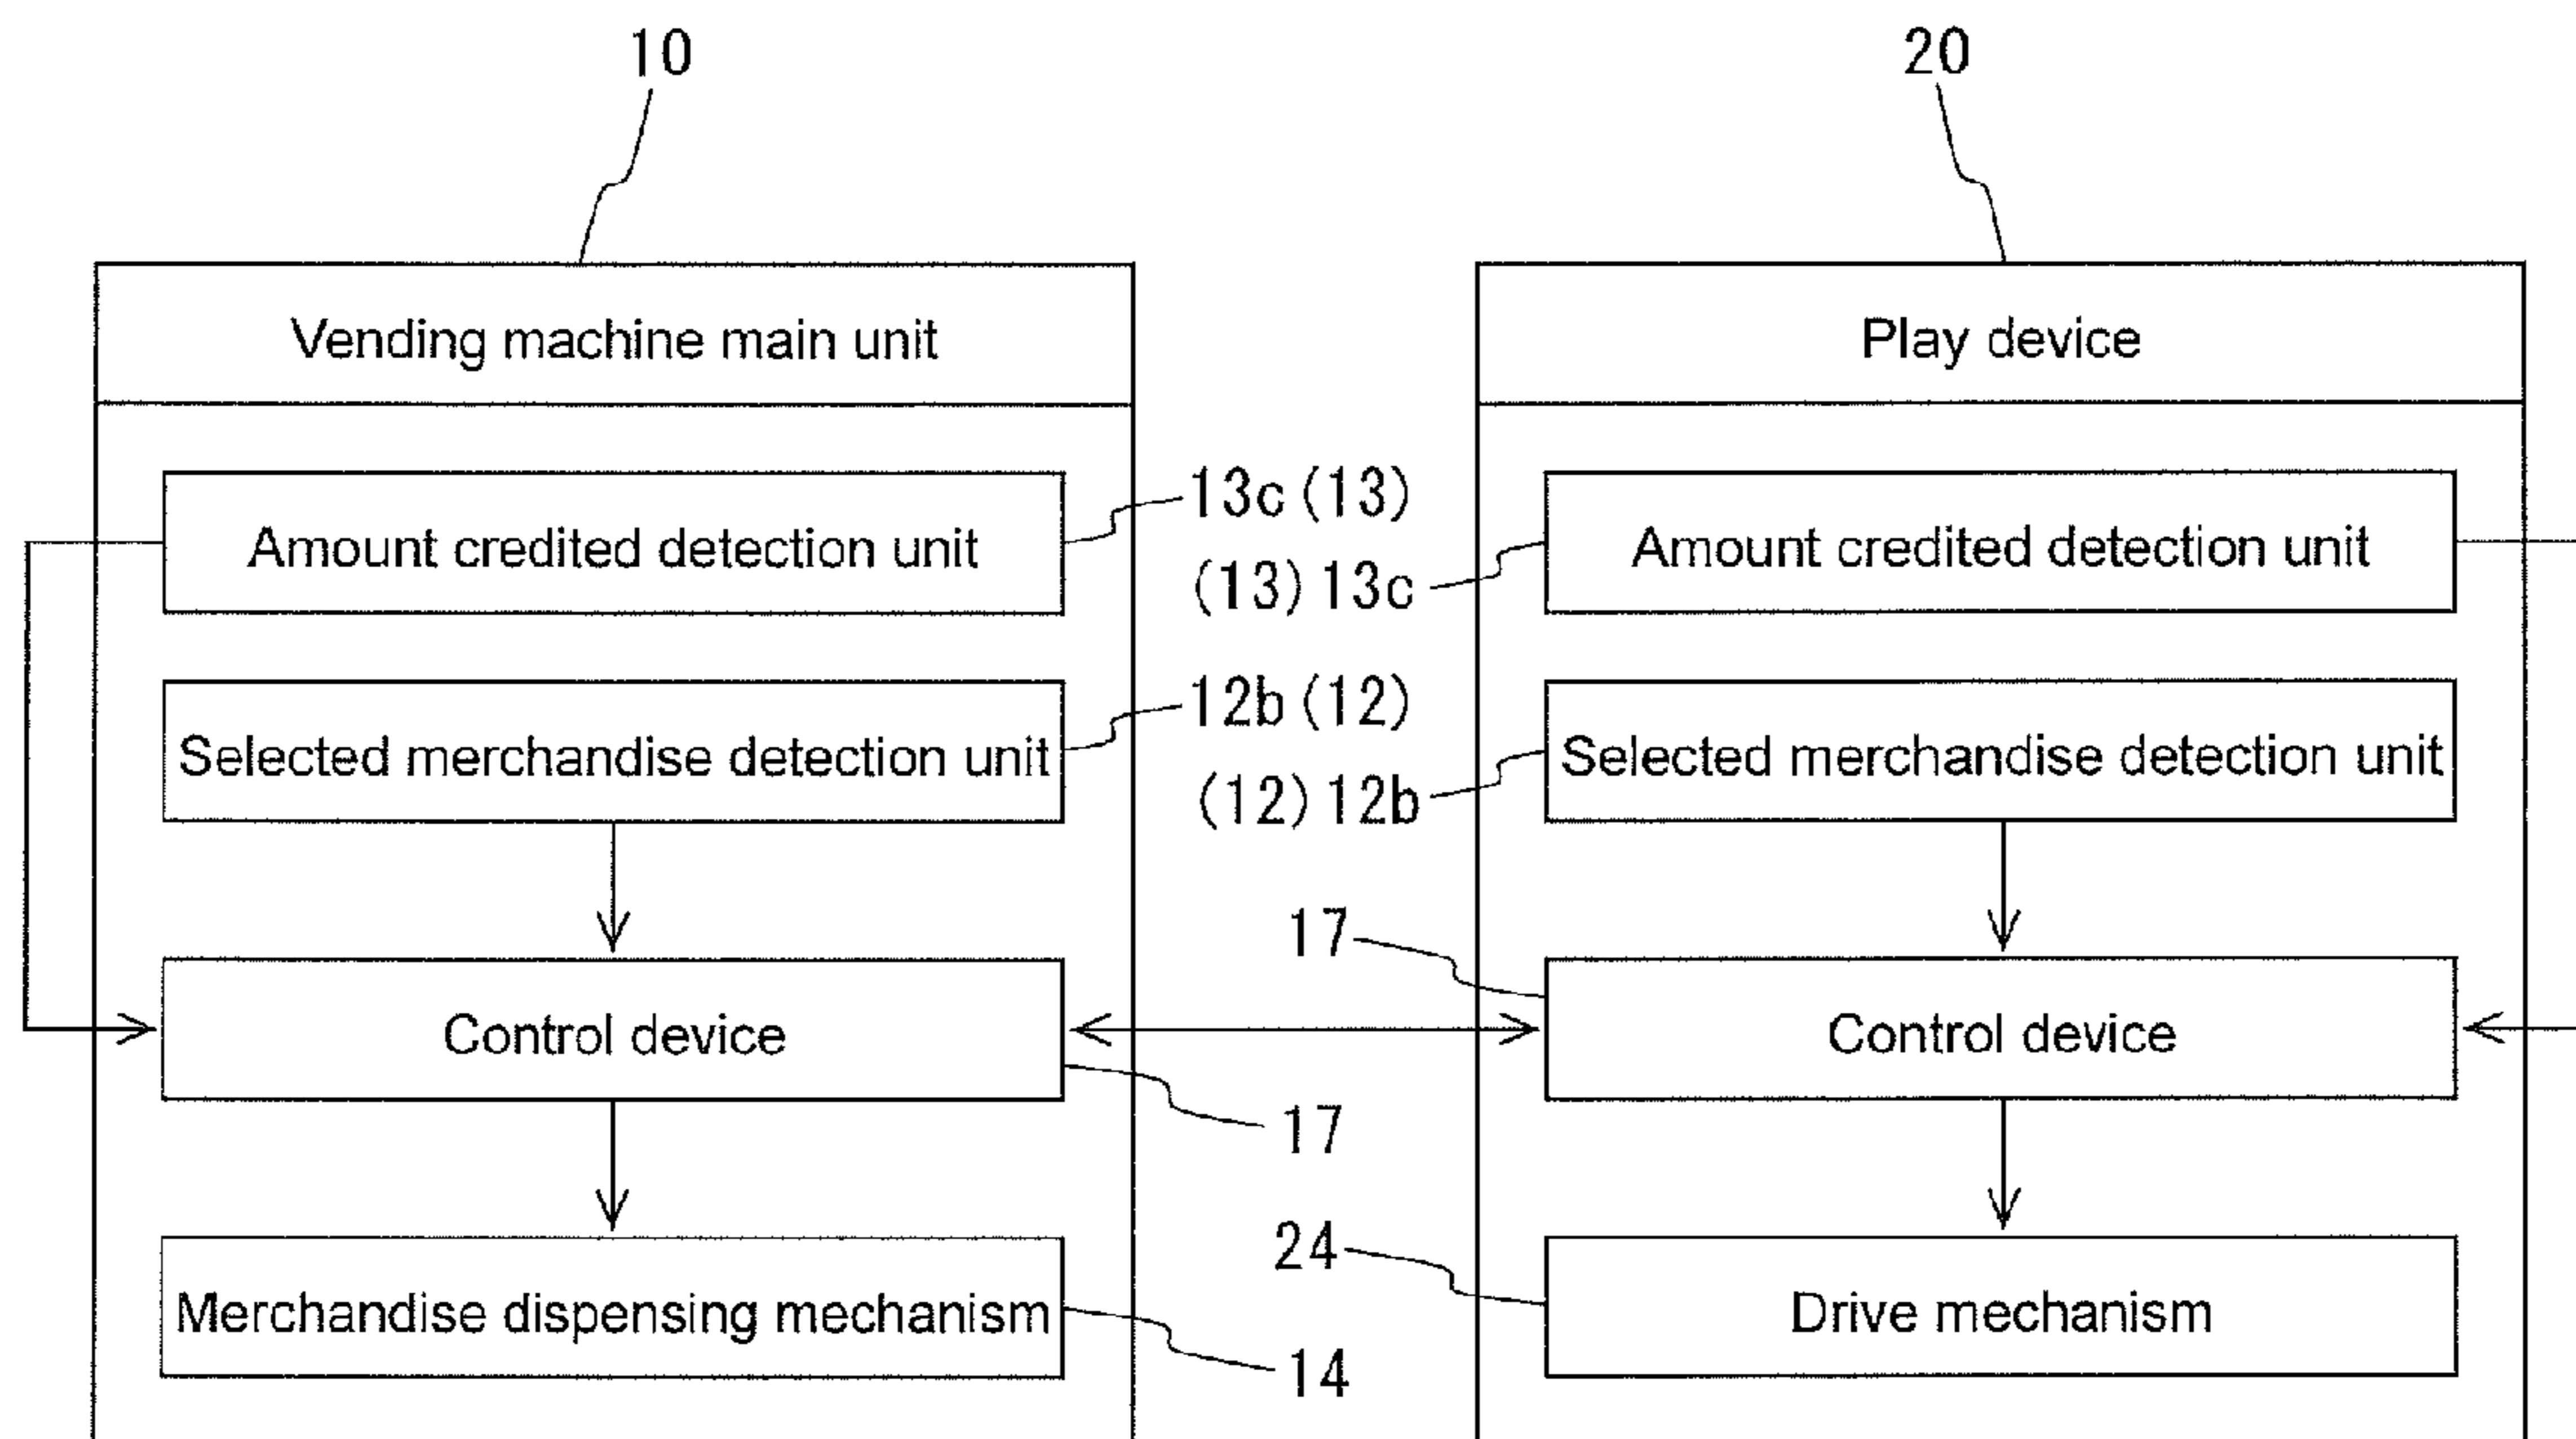 10
20
Vending machine main unit
Play device
Amount credited detection unit
13c (13)
(13) 13c
Amount credited detection unit
Selected merchandise detection unit
12b (12)
(12) 12b
Selected merchandise detection unit
17
Control device
Control device
17
24
Merchandise dispensing mechanism
Drive mechanism
14